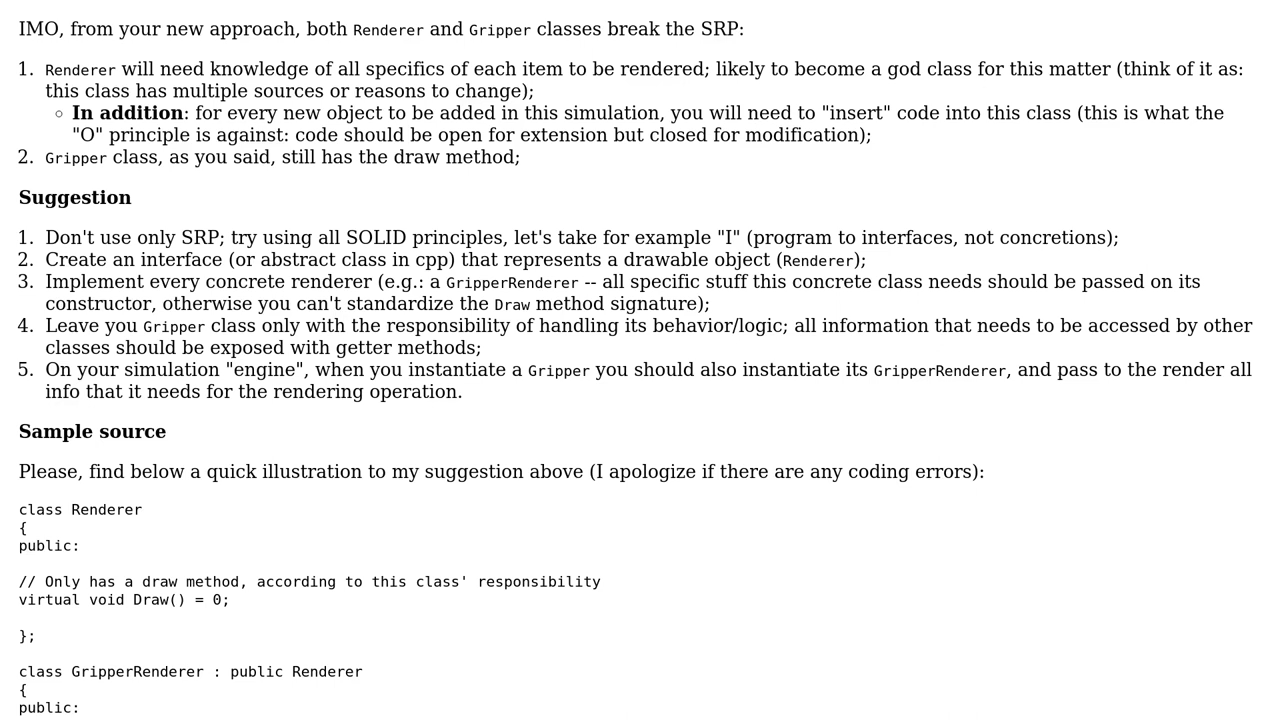 IMO, from your new approach, both Renderer and Gripper classes break the SRP:
1. Renderer will need knowledge of all specifics of each item to be rendered; likely to become a god class for this matter (think of it as:
this class has multiple sources or reasons to change);
◦ In addition: for every new object to be added in this simulation, you will need to "insert" code into this class (this is what the
"O" principle is against: code should be open for extension but closed for modification);
2. Gripper class, as you said, still has the draw method;
Suggestion
1. Don't use only SRP; try using all SOLID principles, let's take for example "I" (program to interfaces, not concretions);
2. Create an interface (or abstract class in cpp) that represents a drawable object (Renderer);
3. Implement every concrete renderer (e.g.: a GripperRenderer -- all specific stuff this concrete class needs should be passed on its
constructor, otherwise you can't standardize the Draw method signature);
4. Leave you Gripper class only with the responsibility of handling its behavior/logic; all information that needs to be accessed by other
classes should be exposed with getter methods;
5. On your simulation "engine", when you instantiate a Gripper you should also instantiate its GripperRenderer, and pass to the render all
info that it needs for the rendering operation.
Sample source
Please, find below a quick illustration to my suggestion above (I apologize if there are any coding errors):
class Renderer
{
public:
// Only has a draw method, according to this class' responsibility
virtual void Draw() = 0;
};
class GripperRenderer : public Renderer
{
public: